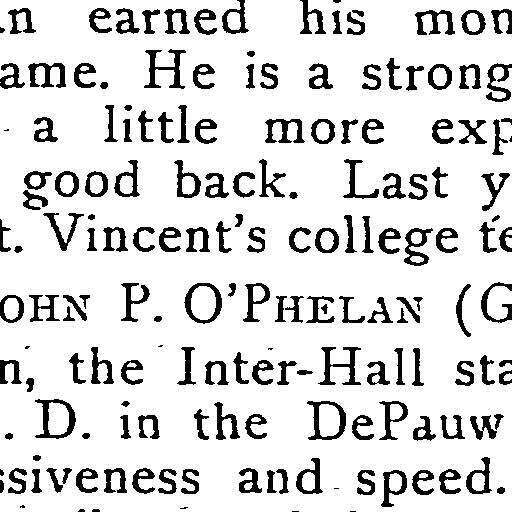 an earned his mon
ame. He is a strong
a little more exp
good back. Last y
t. Vincent's college te
OHN P. O'PHELAN (G
n, the Inter-Hall sta
. D. in the DePauw
ssiveness and speed.